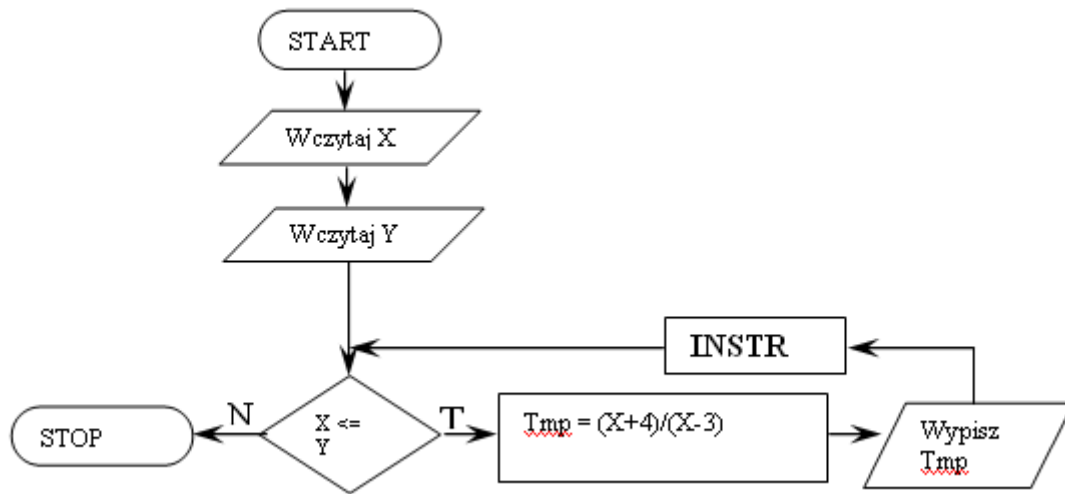 START
Wczytaj X
Wczytaj Y
INSTR
N
X <=
Y
T
Tmp = (X+4)/(X-3)
STOP
Wypisz
Tmp